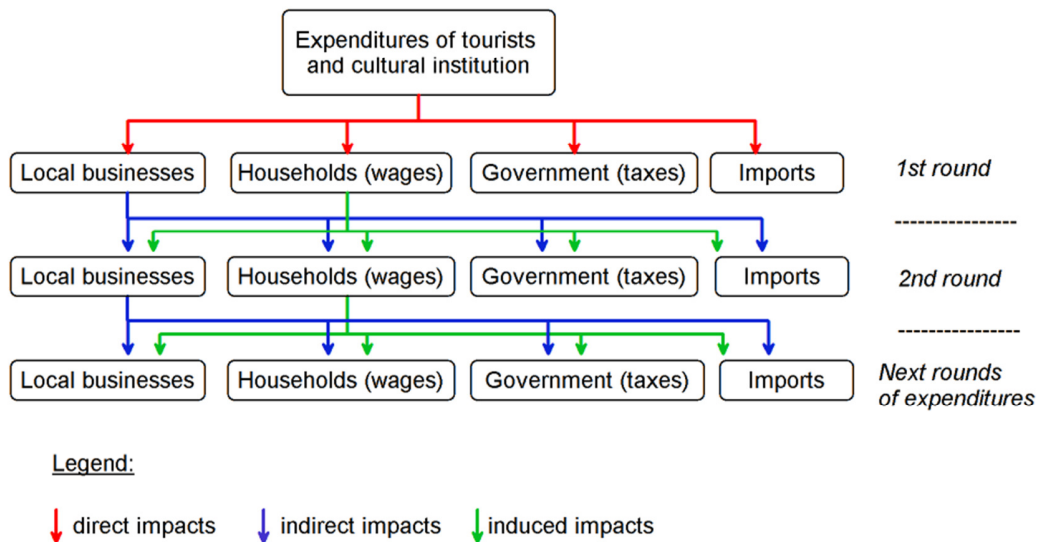 Expenditures of tourists
and cultural institution
Local businesses
Households (wages)
Government (taxes)
Imports
1st round
----------------
Local businesses
Households (wages)
Government (taxes)
Imports
2nd round
----------------
Local businesses
Households (wages)
Government (taxes)
Imports
Next rounds
of expenditures
Legend:
direct impacts
indirect impacts
induced impacts